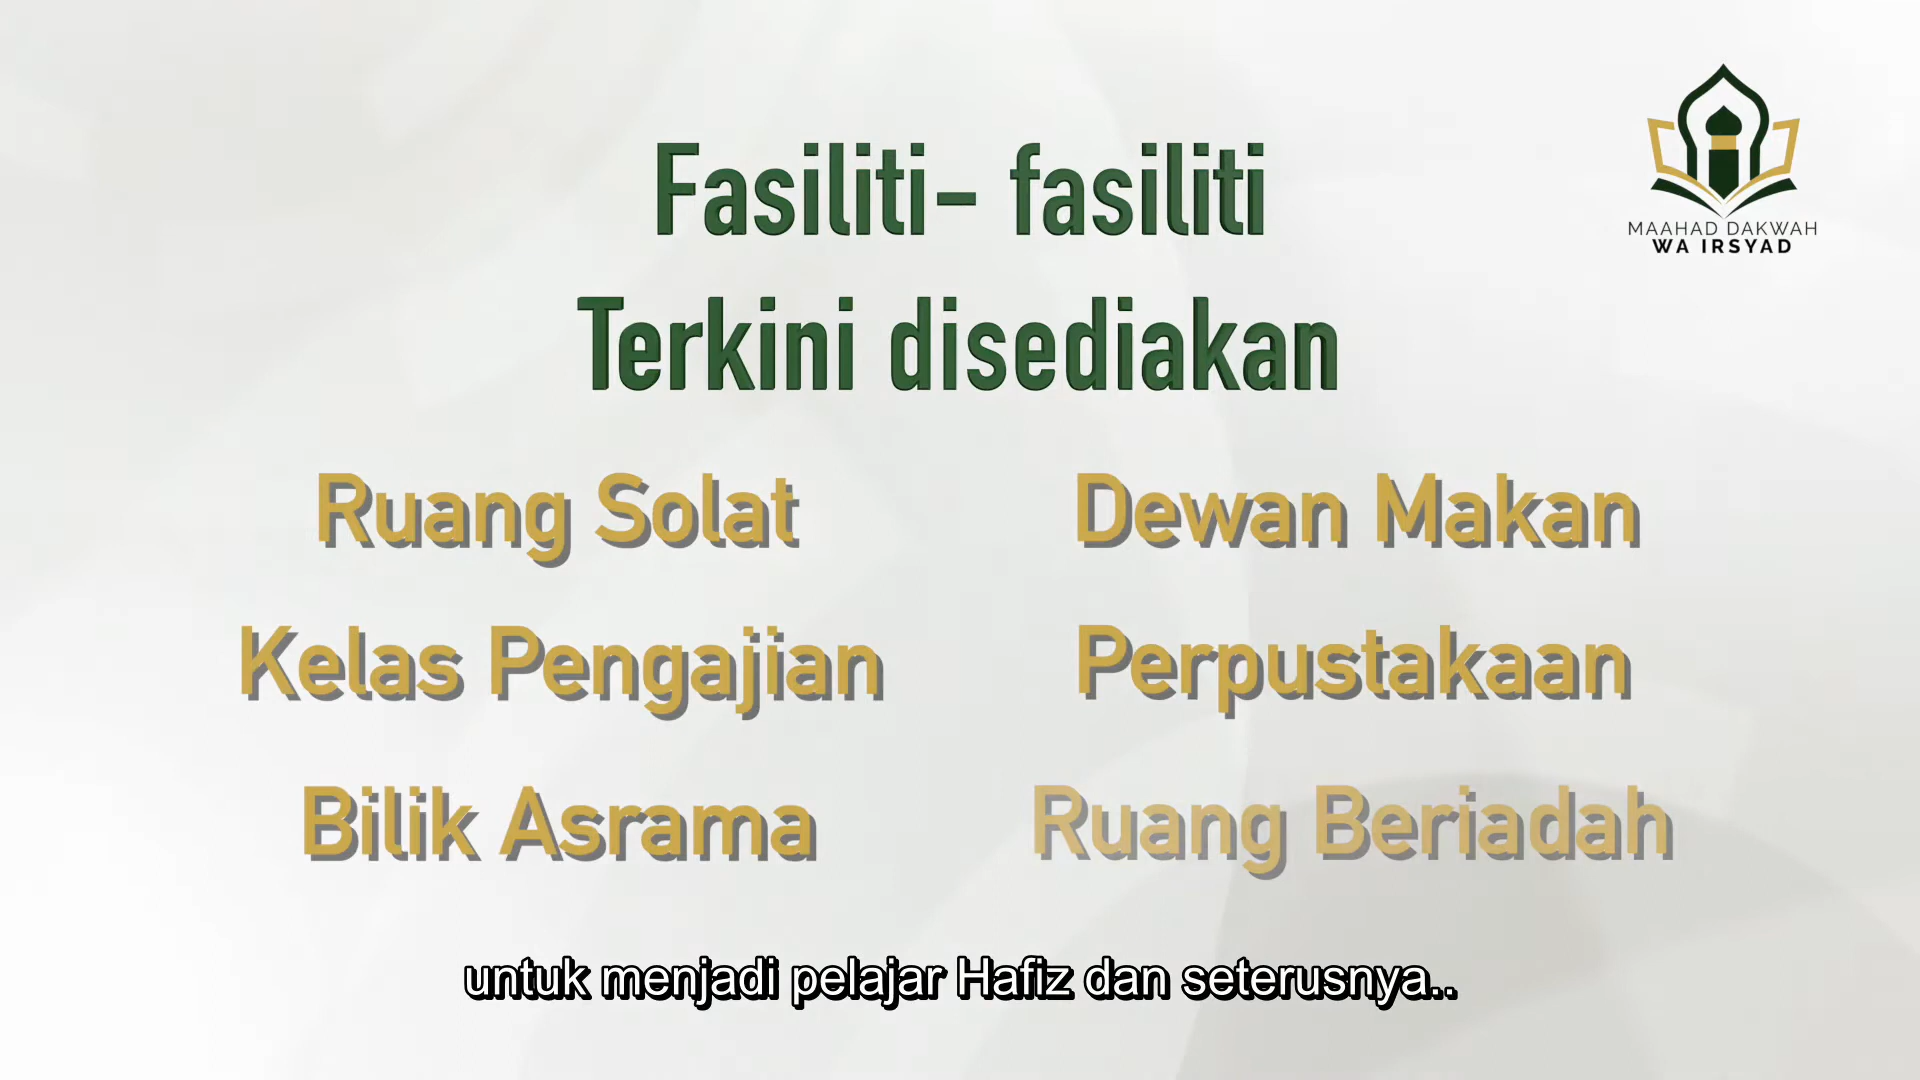 MAAHAD DAKWAH
WA IRSYAD
Fasiliti- fasiliti
Terkini disediakan
Ruang Solat
Dewan Makan
Kelas Pengajian
Perpustakaan
Bilik Asrama
Ruang Beriadah
untuk menjadi pelajar Hafiz dan seterusnya..